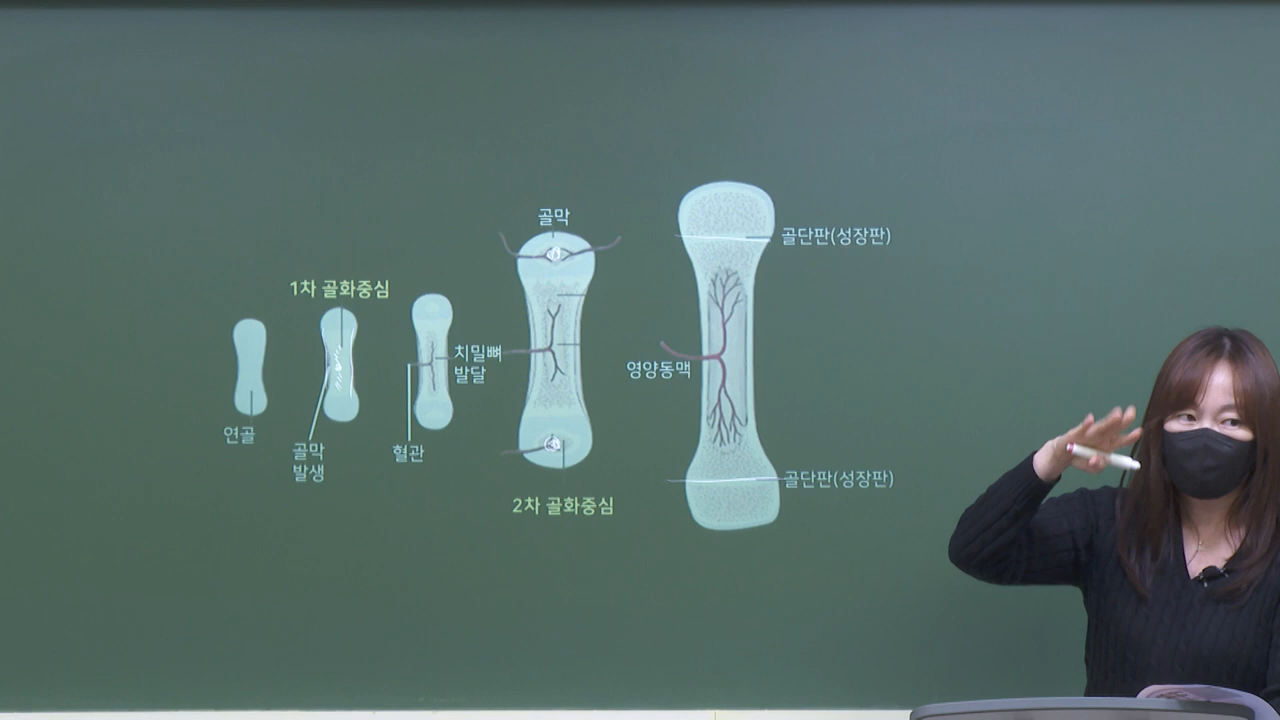 골막
골단판(성장판)
1차 골화중심
치밀뼈
발달
영양동맥
연골
골막
발생
혈관
골단판(성장판)
2차 골화중심